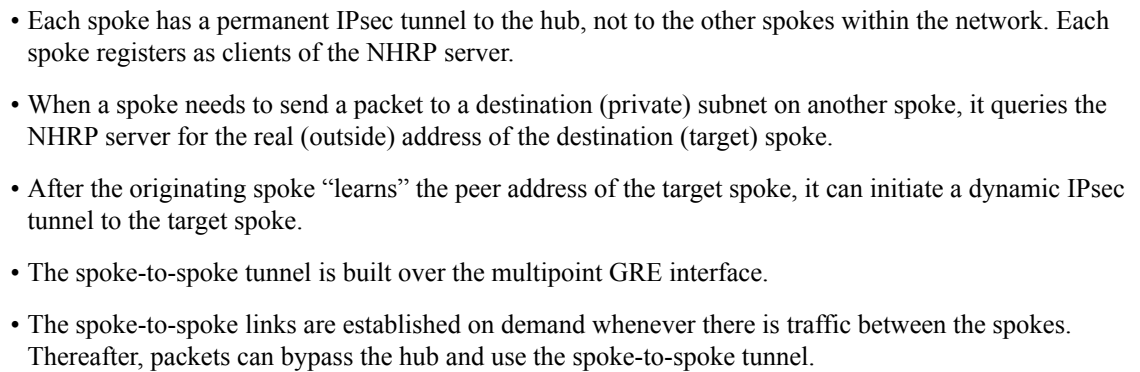 • Each spoke has a permanent IPsec tunnel to the hub, not to the other spokes within the network. Each
spoke registers as clients of the NHRP server.
• When a spoke needs to send a packet to a destination (private) subnet on another spoke, it queries the
NHRP server for the real (outside) address of the destination (target) spoke.
• After the originating spoke “learns” the peer address of the target spoke, it can initiate a dynamic IPsec
tunnel to the target spoke.
• The spoke-to-spoke tunnel is built over the multipoint GRE interface.
• The spoke-to-spoke links are established on demand whenever there is traffic between the spokes.
Thereafter, packets can bypass the hub and use the spoke-to-spoke tunnel.